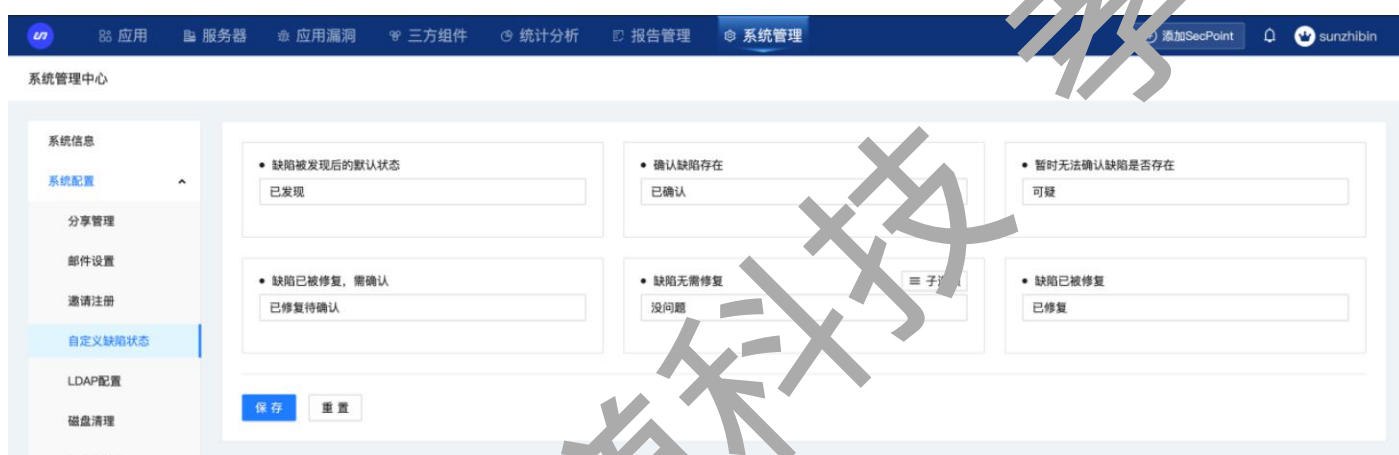 应用 服务器 应用漏洞 三方组件 统计分析 报告管理 系统管理 添加SecPoint sunzhibin
系统管理中心
系统信息
系统配置
分享管理
邮件设置
邀请注册
自定义缺陷状态
LDAP配置
磁盘清理
缺陷被发现后的默认状态
已发现
确认缺陷存在
已确认
暂时无法确认缺陷是否存在
可疑
缺陷已被修复，需确认
已修复待确认
缺陷无需修复
子
没问题
缺陷已被修复
已修复
保存 重置
科技